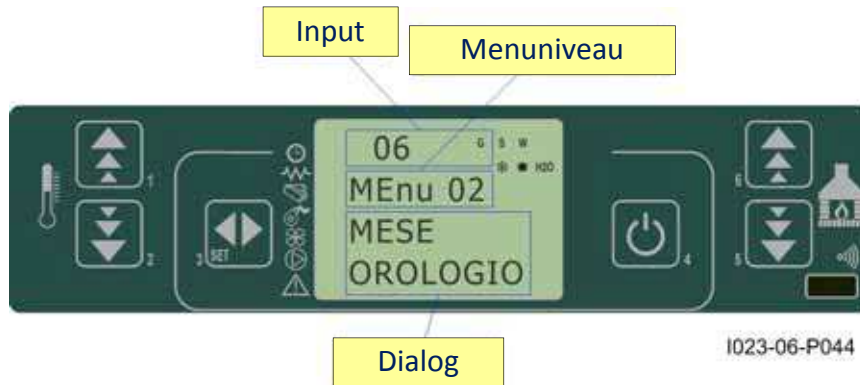 Input
Menuniveau
1
2
3
SET
06
G S W
H2O
MEnu 02
MESE
OROLOGIO
4
6
5
Dialog
I023-06-P044